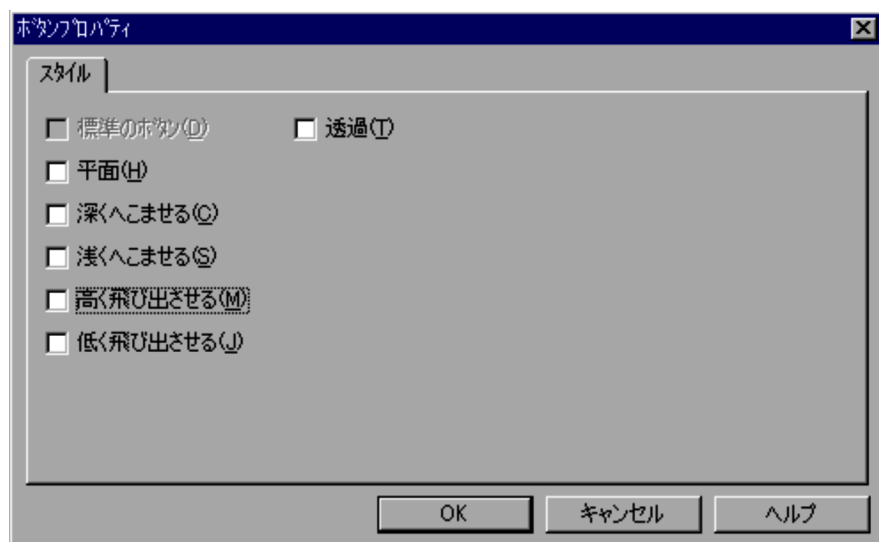 ﾎﾞﾀﾝﾌﾟﾛﾊﾟﾃｨ
ｽﾀｲﾙ
標準のﾎﾞﾀﾝ(D) 透過(T)
平面(H)
深くへこませる(C)
浅くへこませる(S)
高く飛び出させる(M)
低く飛び出させる(J)
OK キャンセル ヘルプ